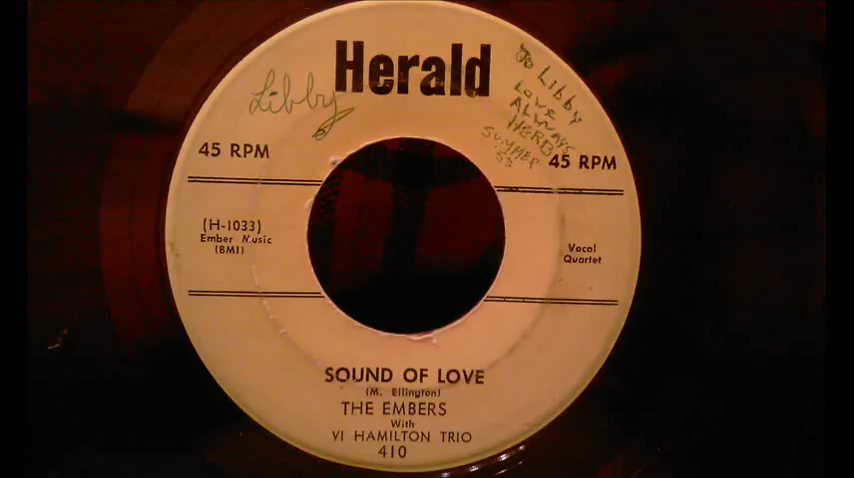 Herald
Libby
To Libby
LOVE
ALWAYS
HERB
SUMMER
'53
45 RPM
45 RPM
(H-1033)
Ember Music
(BMI)
Vocal
Quartet
SOUND OF LOVE
(M. Ellington)
THE EMBERS
With
VI HAMILTON TRIO
410